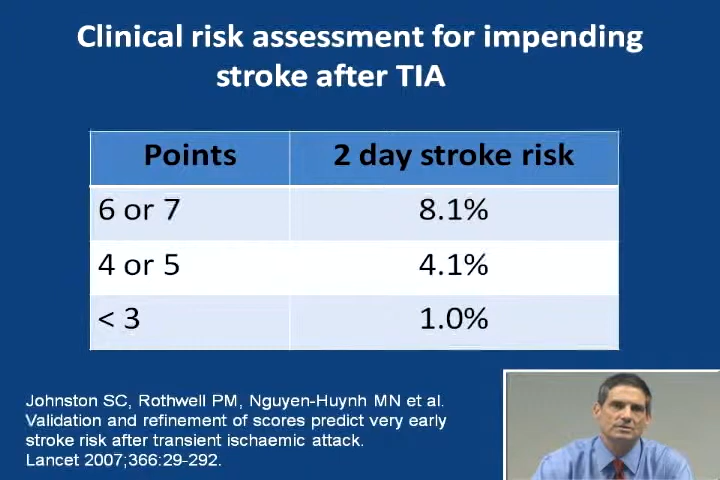 Clinical risk assessment for impending
stroke after TIA
Points 2 day stroke risk
6 or 7 8.1%
4 or 5 4.1%
< 3 1.0%
Johnston SC, Rothwell PM, Nguyen-Huynh MN et al.
Validation and refinement of scores predict very early
stroke risk after transient ischaemic attack.
Lancet 2007;366:29-292.